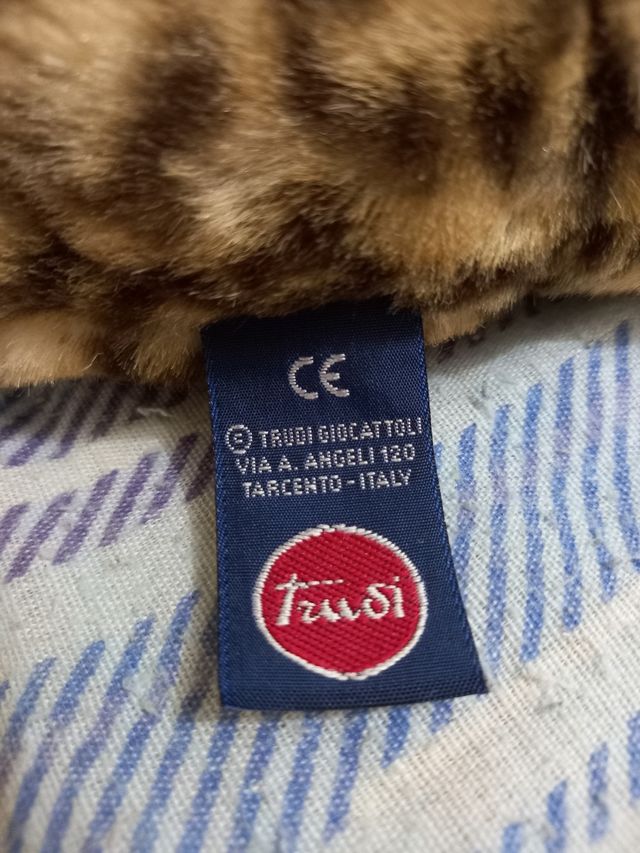 CE
© TRUDI GIOCATTOLI
VIA A. ANGELI 120
TARCENTO-ITALY
Trudi